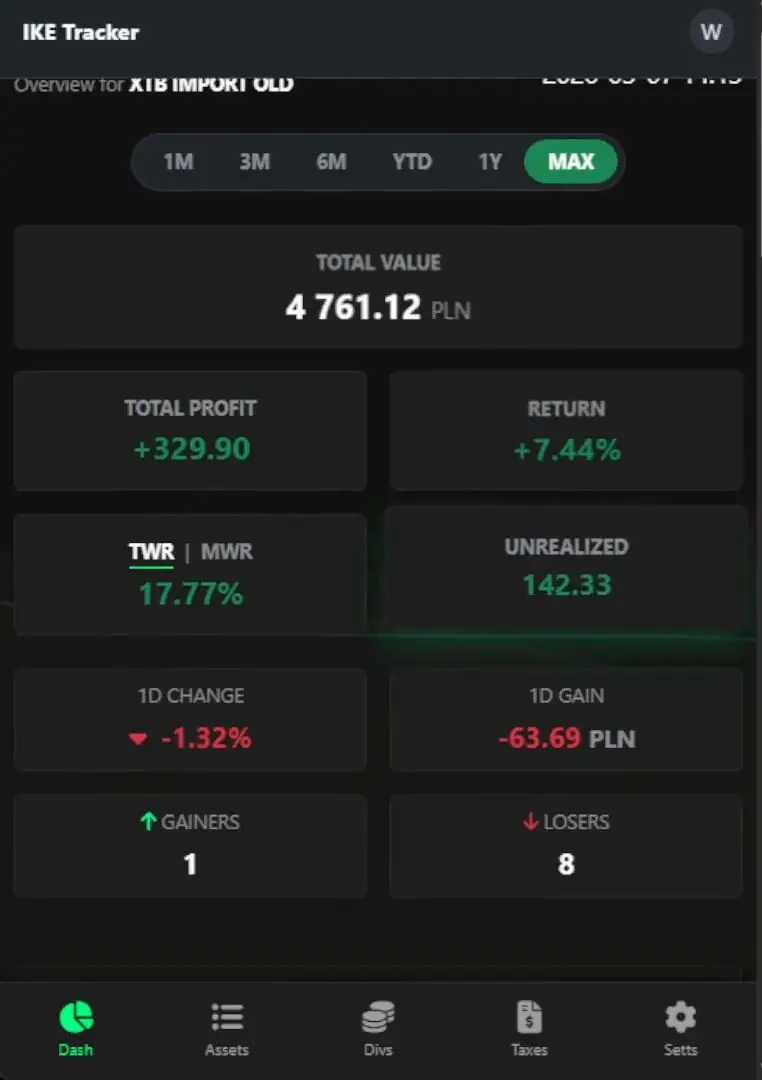 IKE Tracker
W
Overview for XTB IMPORT OLD
1M 3M 6M YTD 1Y MAX
TOTAL VALUE
4 761.12 PLN
TOTAL PROFIT
+329.90
RETURN
+7.44%
TWR | MWR
17.77%
UNREALIZED
142.33
1D CHANGE
-1.32%
1D GAIN
-63.69 PLN
GAINERS
1
LOSERS
8
Dash Assets Divs Taxes Setts